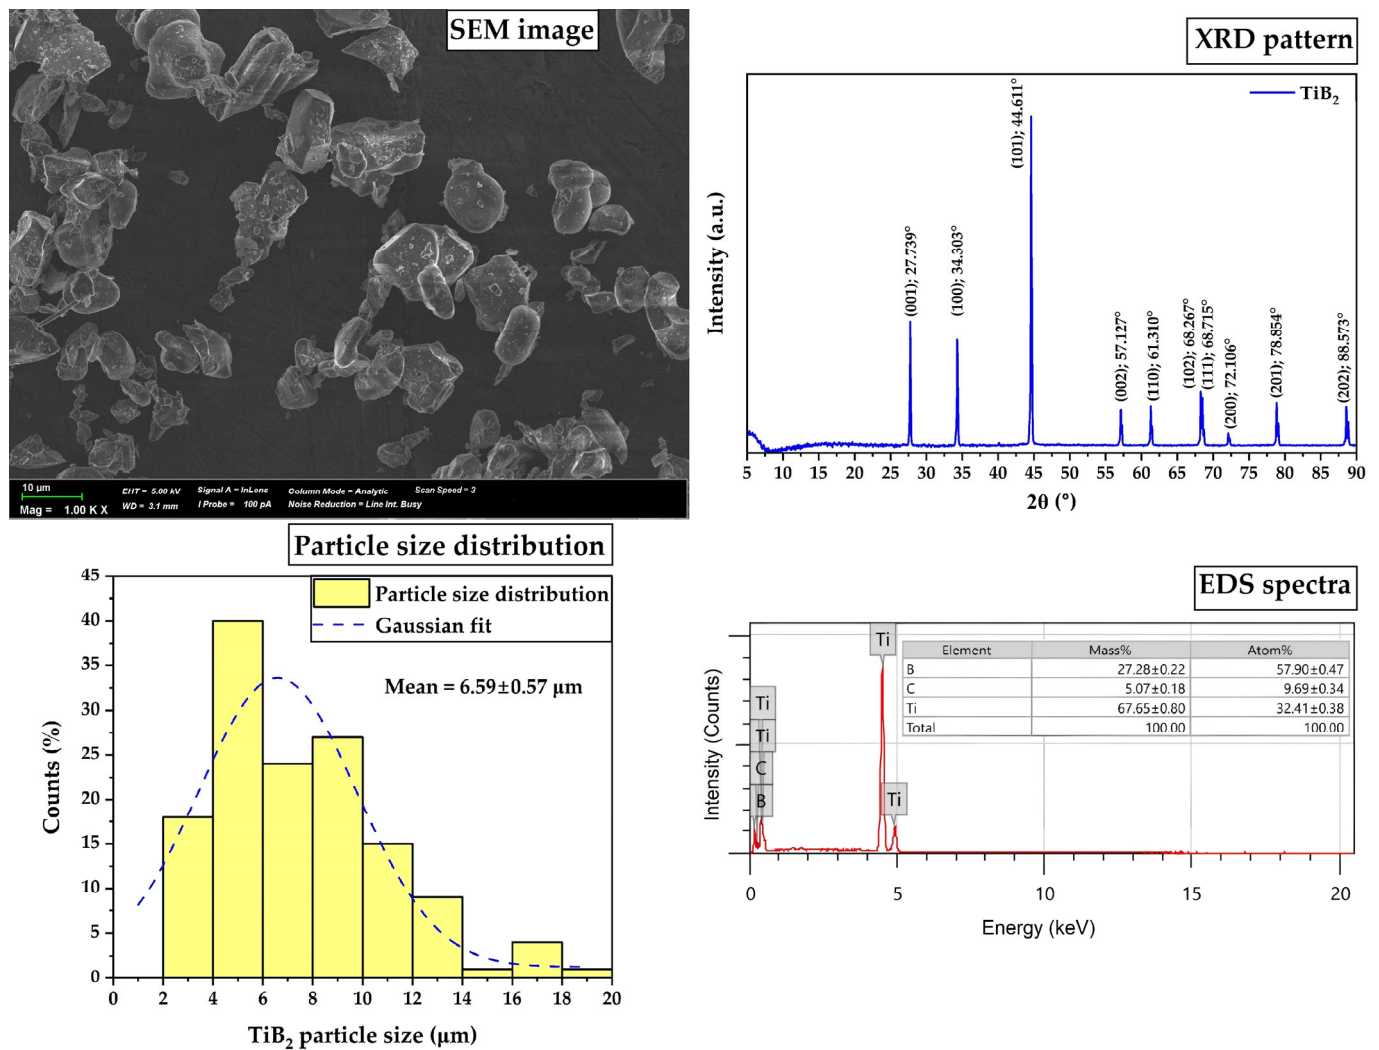 SEM image
10 µm
Mag = 1.00 K X
EHT = 5.00 kV
WD = 3.1 mm
Signal A = InLens
I Probe = 100 pA
Column Mode = Analytic
Noise Reduction = Line Int. Busy
Scan Speed = 3
XRD pattern
TiB₂
Intensity (a.u.)
(001); 27.739°
(100); 34.303°
(101); 44.611°
(002); 57.127°
(110); 61.310°
(102); 68.267°
(111); 68.715°
(200); 72.106°
(201); 78.854°
(202); 88.573°
5 10 15 20 25 30 35 40 45 50 55 60 65 70 75 80 85 90
2θ (°)
Particle size distribution
Particle size distribution
Gaussian fit
Mean = 6.59±0.57 µm
Counts (%)
45
40
35
30
25
20
15
10
5
0
0 2 4 6 8 10 12 14 16 18 20
TiB₂ particle size (µm)
EDS spectra
Intensity (Counts)
Ti
Ti
Ti
C
B
Ti
Element Mass% Atom%
B 27.28±0.22 57.90±0.47
C 5.07±0.18 9.69±0.34
Ti 67.65±0.80 32.41±0.38
Total 100.00 100.00
0 5 10 15 20
Energy (keV)